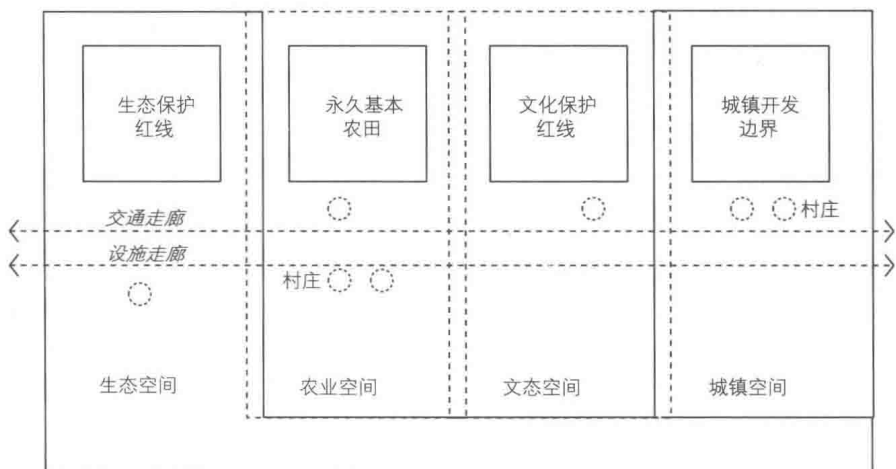 生态保护
红线
永久基本
农田
文化保护
红线
城镇开发
边界
村庄
交通走廊
设施走廊
村庄
生态空间
农业空间
文态空间
城镇空间